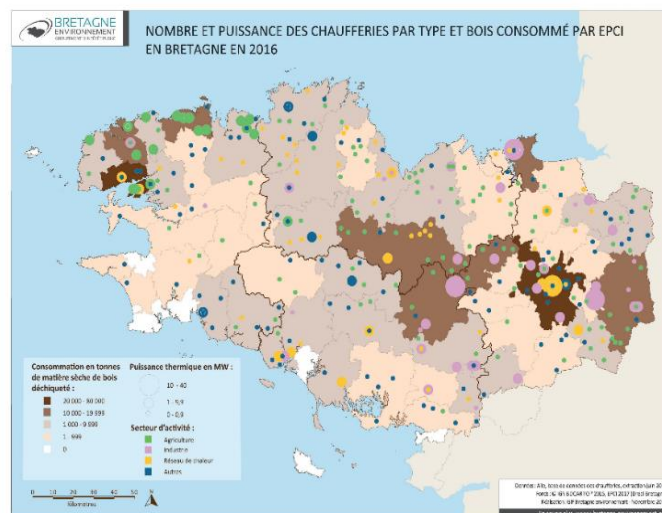 BRETAGNE
ENVIRONNEMENT
NOMBRE ET PUISSANCE DES CHAUFFERIES PAR TYPE ET BOIS CONSOMMÉ PAR EPCI
EN BRETAGNE EN 2016
Consommation en tonnes
de matière sèche de bois
déchiqueté :
20 000 - 80 000
10 000 - 19 999
1 000 - 9 999
1 - 999
0
Puissance thermique en MW :
10 - 40
1 - 9,9
0 - 0,9
Secteur d'activité :
Agriculture
Industrie
Réseau de chaleur
Autres
0 10 20 30 40 50
Kilomètres
N